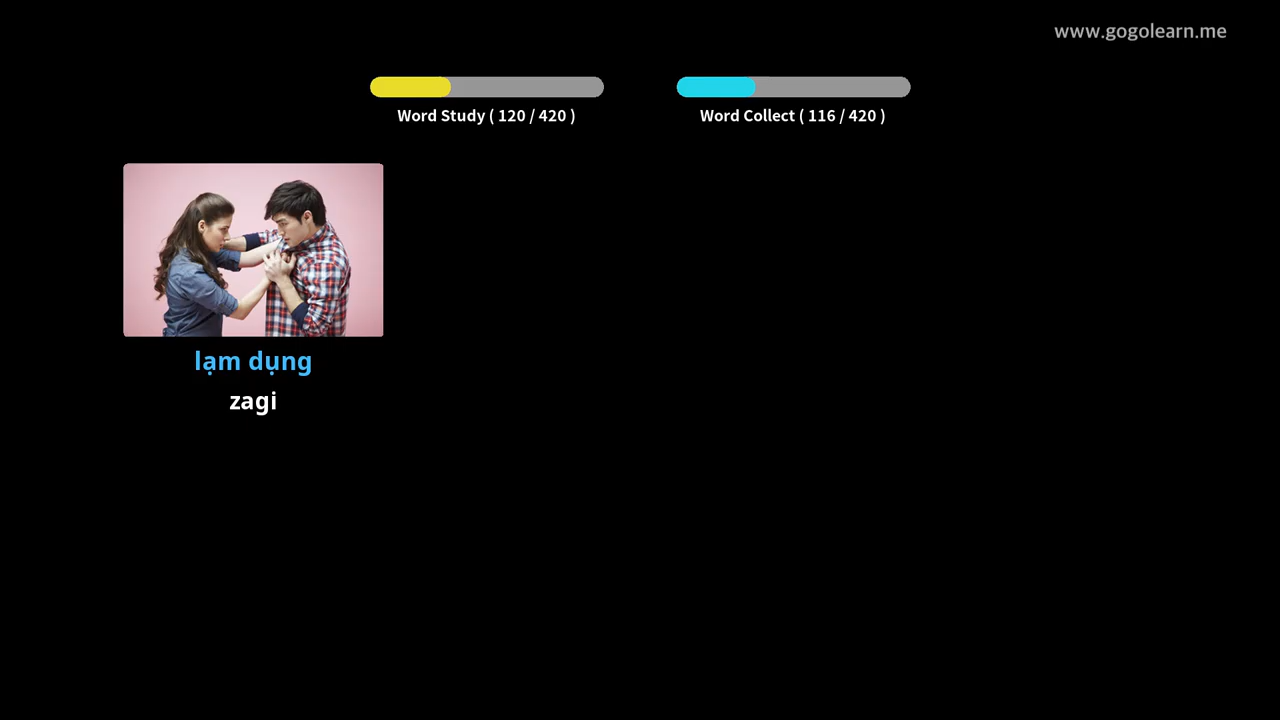 www.gogolearn.me
Word Study ( 120 / 420 )
Word Collect ( 116 / 420 )
lạm dụng
zagi